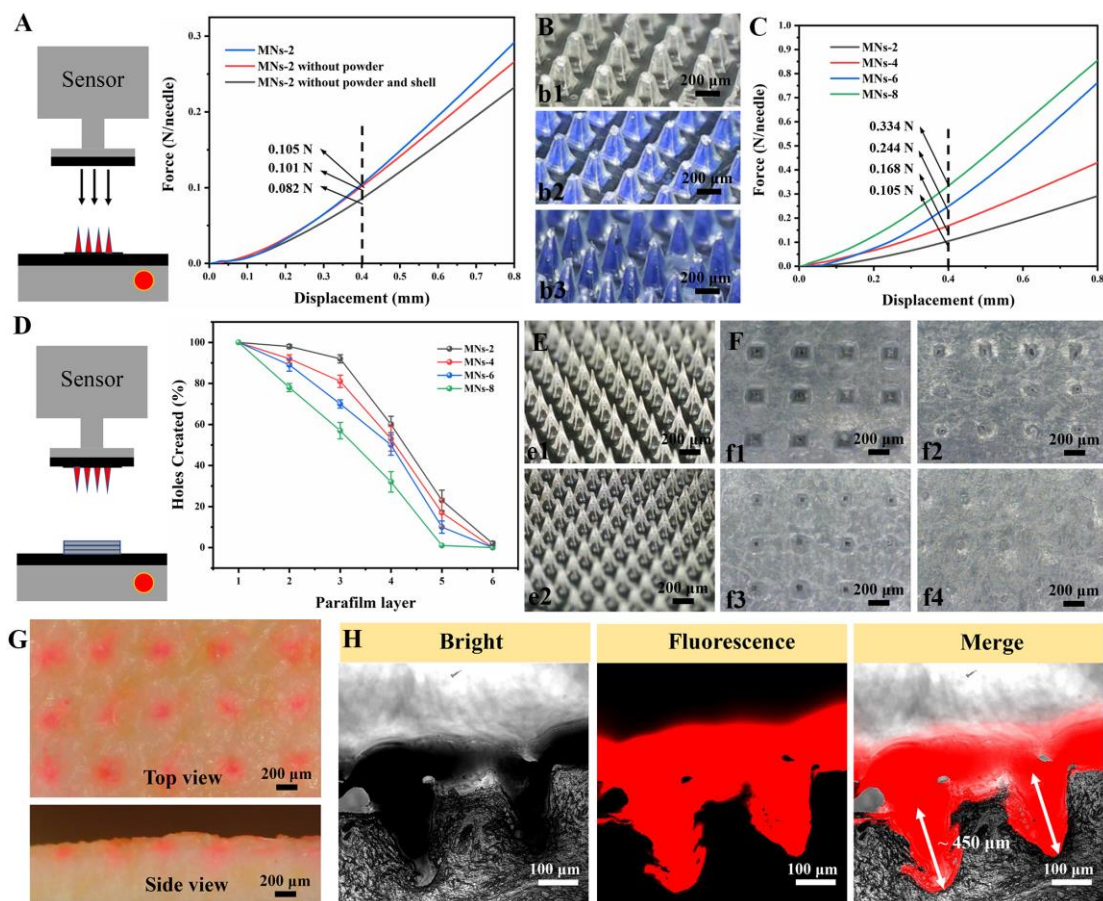 A
Sensor
Force (N/needle)
0.3
0.2
0.1
0.0
MNs-2
MNs-2 without powder
MNs-2 without powder and shell
0.105 N
0.101 N
0.082 N
0.0 0.1 0.2 0.3 0.4 0.5 0.6 0.7 0.8
Displacement (mm)
B
200 μm
b1
200 μm
b2
200 μm
b3
C
Force (N/needle)
1.0
0.9
0.8
0.7
0.6
0.5
0.4
0.3
0.2
0.1
0.0
MNs-2
MNs-4
MNs-6
MNs-8
0.334 N
0.244 N
0.168 N
0.105 N
0.0 0.2 0.4 0.6 0.8
Displacement (mm)
D
Sensor
Holes Created (%)
100
80
60
40
20
0
MNs-2
MNs-4
MNs-6
MNs-8
1 2 3 4 5 6
Parafilm layer
E
e1
200 μm
e2
200 μm
F
f1
200 μm
f2
200 μm
f3
200 μm
f4
200 μm
G
Top view
200 μm
Side view
200 μm
H
Bright
Fluorescence
Merge
100 μm
100 μm
~ 450 μm
100 μm